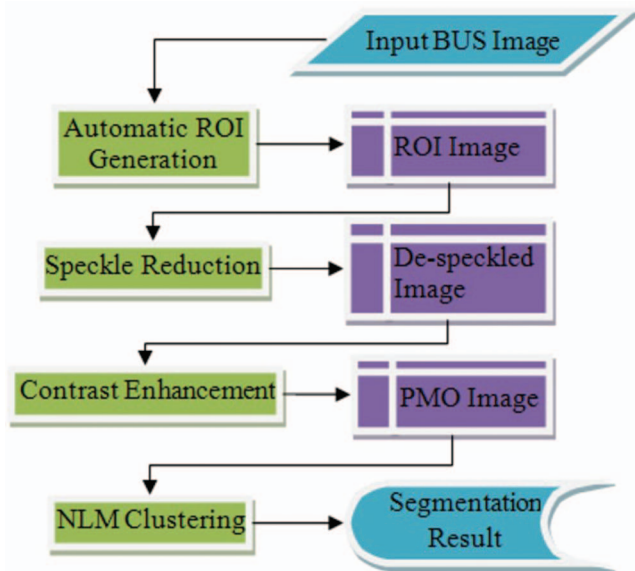 Input BUS Image
Automatic ROI
Generation
ROI Image
Speckle Reduction
De-speckled
Image
Contrast Enhancement
PMO Image
NLM Clustering
Segmentation
Result